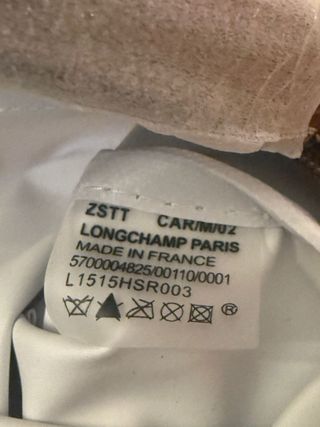 ZSTT CAR/M/02
LONGCHAMP PARIS
MADE IN FRANCE
5700004825/00110/0001
L1515HSR003
®